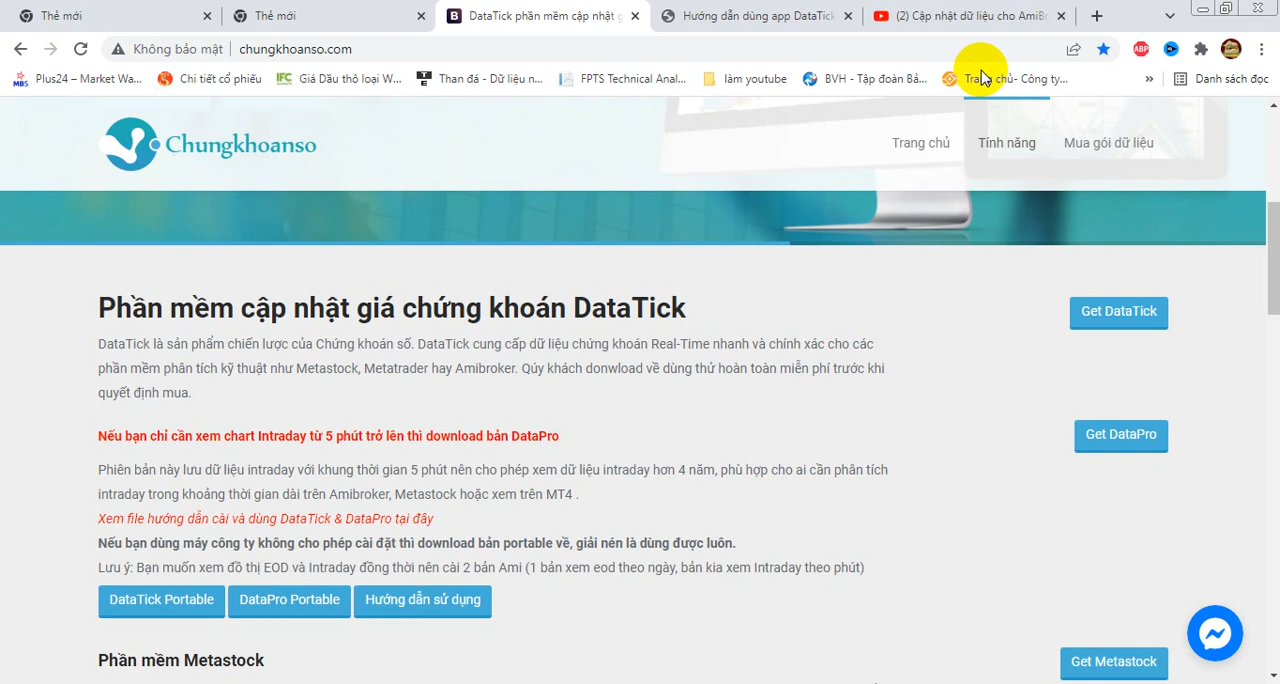 Thẻ mới
Thẻ mới
DataTick phần mềm cập nhật g
Hướng dẫn dùng app DataTick
(2) Cập nhật dữ liệu cho AmiB
Không bảo mật
chungkhoanso.com
ABP
MBS
Plus24 – Market Wa...
Chi tiết cổ phiếu
IFC
Giá Dầu thô loại W...
Than đá - Dữ liệu n...
FPTS Technical Anal...
làm youtube
BVH - Tập đoàn Bả...
Trang chủ- Công ty...
»
Danh sách đọc
Chungkhoanso
Trang chủ
Tính năng
Mua gói dữ liệu
Phần mềm cập nhật giá chứng khoán DataTick
Get DataTick
DataTick là sản phẩm chiến lược của Chứng khoán số. DataTick cung cấp dữ liệu chứng khoán Real-Time nhanh và chính xác cho các
phần mềm phân tích kỹ thuật như Metastock, Metatrader hay Amibroker. Qúy khách donwload về dùng thử hoàn toàn miễn phí trước khi
quyết định mua.
Nếu bạn chỉ cần xem chart Intraday từ 5 phút trở lên thì download bản DataPro
Get DataPro
Phiên bản này lưu dữ liệu intraday với khung thời gian 5 phút nên cho phép xem dữ liệu intraday hơn 4 năm, phù hợp cho ai cần phân tích
intraday trong khoảng thời gian dài trên Amibroker, Metastock hoặc xem trên MT4 .
Xem file hướng dẫn cài và dùng DataTick & DataPro tại đây
Nếu bạn dùng máy công ty không cho phép cài đặt thì download bản portable về, giải nén là dùng được luôn.
Lưu ý: Bạn muốn xem đồ thị EOD và Intraday đồng thời nên cài 2 bản Ami (1 bản xem eod theo ngày, bản kia xem Intraday theo phút)
DataTick Portable
DataPro Portable
Hướng dẫn sử dụng
Phần mềm Metastock
Get Metastock